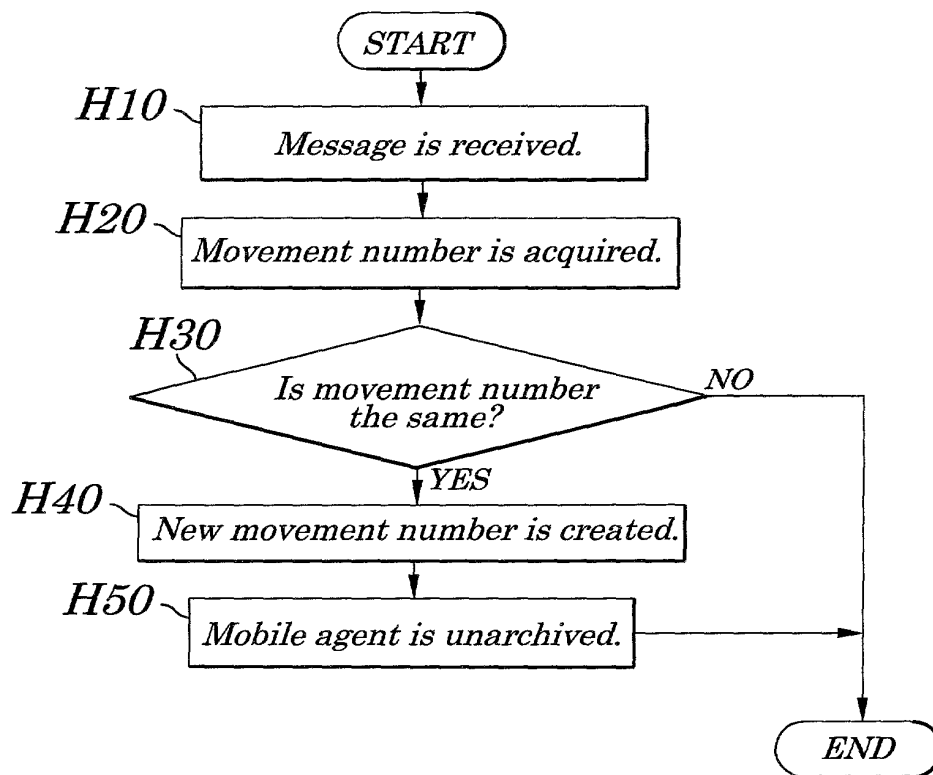 START
H10
Message is received.
H20
Movement number is acquired.
H30
Is movement number
the same?
NO
YES
H40
New movement number is created.
H50
Mobile agent is unarchived.
END